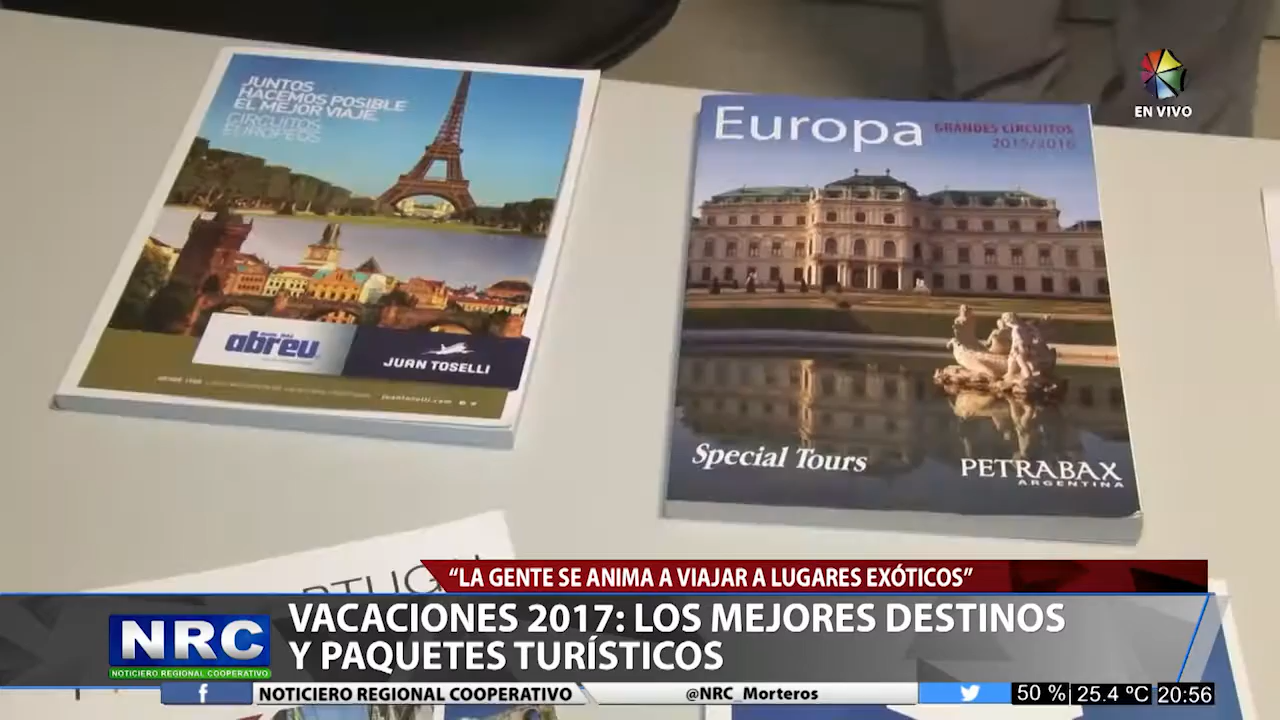 JUNTOS
HACEMOS POSIBLE
EL MEJOR VIAJE
CIRCUITOS
EUROPEOS
abreu
JUAN TOSELLI
juantoselli.com
Europa
GRANDES CIRCUITOS
2015/2016
Special Tours
PETRABAX
ARGENTINA
EN VIVO
“LA GENTE SE ANIMA A VIAJAR A LUGARES EXÓTICOS”
VACACIONES 2017: LOS MEJORES DESTINOS
Y PAQUETES TURÍSTICOS
NRC
NOTICIERO REGIONAL COOPERATIVO
f NOTICIERO REGIONAL COOPERATIVO @NRC_Morteros 50 % 25.4 ºC 20:56